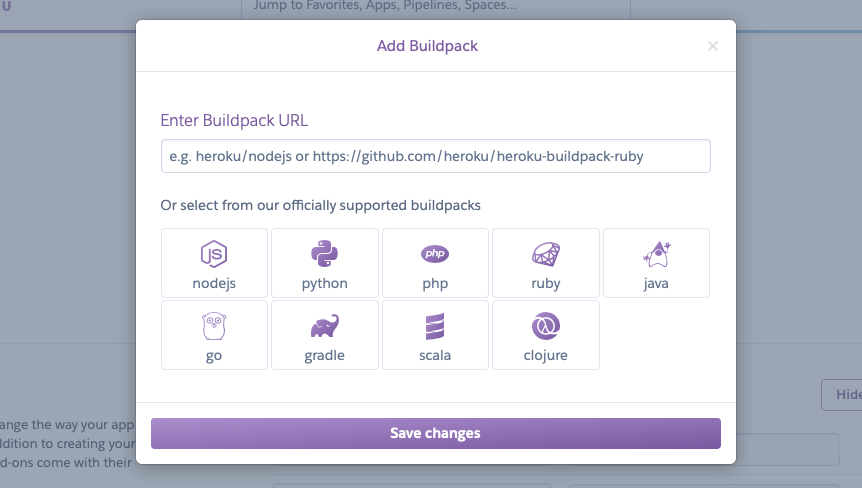 U
Jump to Favorites, Apps, Pipelines, Spaces...
Add Buildpack
×
Enter Buildpack URL
e.g. heroku/nodejs or https://github.com/heroku/heroku-buildpack-ruby
Or select from our officially supported buildpacks
JS
php
nodejs
python
php
ruby
java
go
gradle
scala
clojure
Hide
ange the way your app
ddition to creating your
d-ons come with their
Save changes